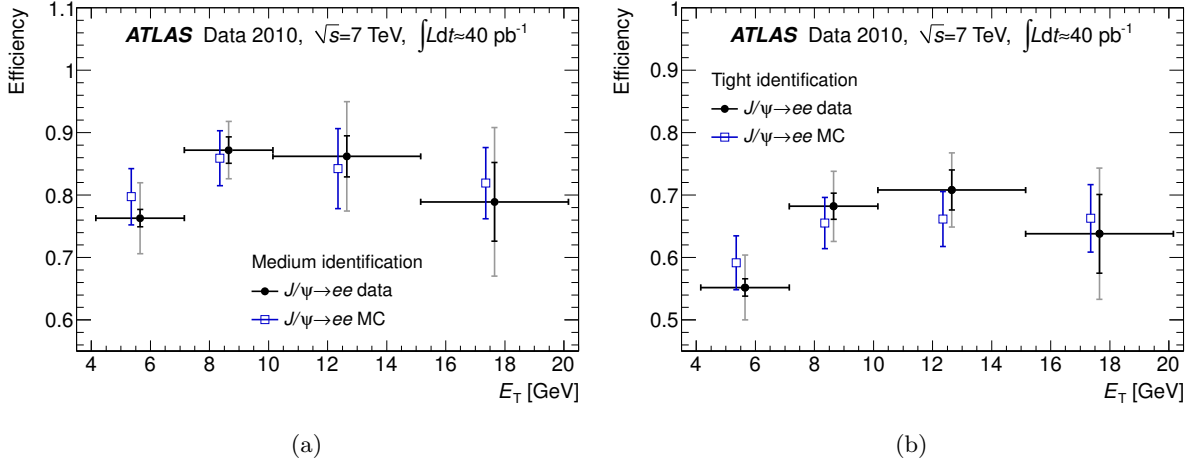 ATLAS Data 2010, √s=7 TeV, ∫Ldt≈40 pb⁻¹
Efficiency
1.1
1
0.9
0.8
0.7
0.6
Medium identification
J/ψ→ee data
J/ψ→ee MC
4 6 8 10 12 14 16 18 20
E_T [GeV]
(a)
ATLAS Data 2010, √s=7 TeV, ∫Ldt≈40 pb⁻¹
Efficiency
1
0.9
0.8
0.7
0.6
0.5
Tight identification
J/ψ→ee data
J/ψ→ee MC
4 6 8 10 12 14 16 18 20
E_T [GeV]
(b)